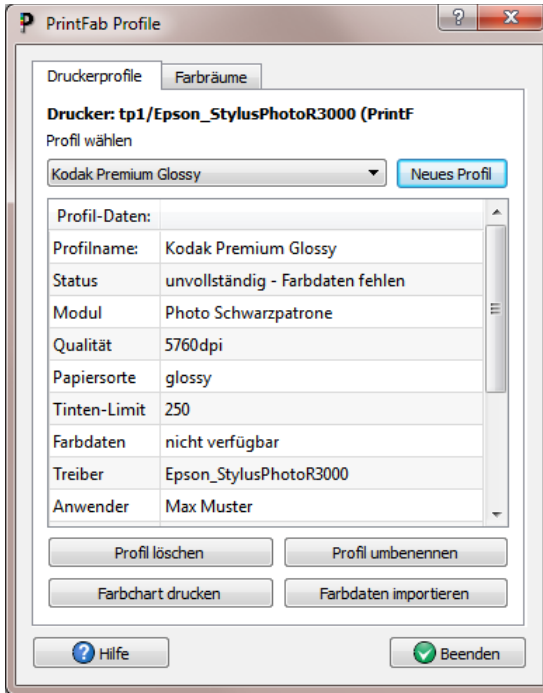 PrintFab Profile
Druckerprofile Farbräume
Drucker: tp1/Epson_StylusPhotoR3000 (PrintF
Profil wählen
Kodak Premium Glossy Neues Profil
Profil-Daten:
Profilname: Kodak Premium Glossy
Status unvollständig - Farbdaten fehlen
Modul Photo Schwarzpatrone
Qualität 5760dpi
Papiersorte glossy
Tinten-Limit 250
Farbdaten nicht verfügbar
Treiber Epson_StylusPhotoR3000
Anwender Max Muster
Profil löschen Profil umbenennen
Farbchart drucken Farbdaten importieren
Hilfe Beenden